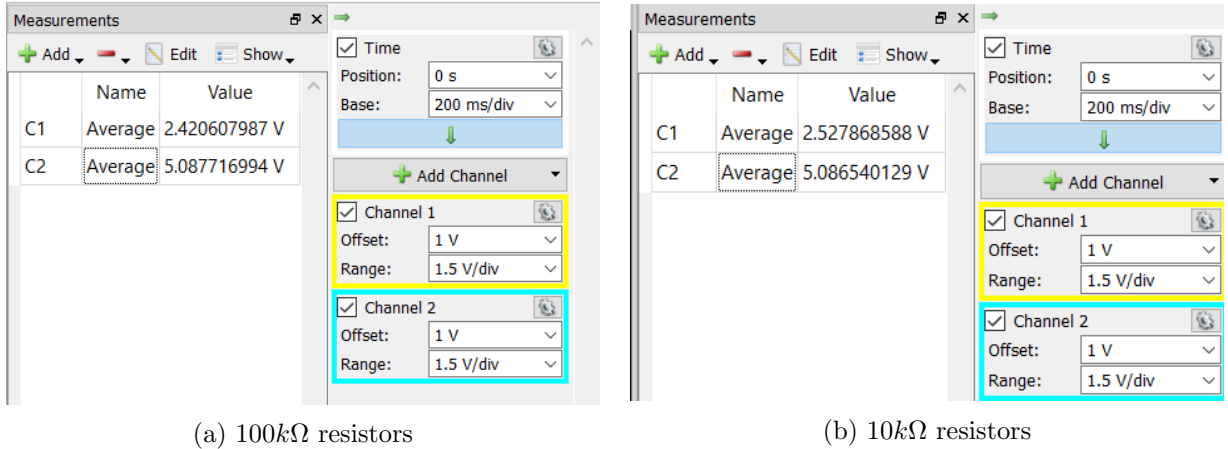 Measurements
Add Edit Show
Name Value
C1 Average 2.420607987 V
C2 Average 5.087716994 V
Time
Position: 0 s
Base: 200 ms/div
Add Channel
Channel 1
Offset: 1 V
Range: 1.5 V/div
Channel 2
Offset: 1 V
Range: 1.5 V/div
(a) 100kΩ resistors
Measurements
Add Edit Show
Name Value
C1 Average 2.527868588 V
C2 Average 5.086540129 V
Time
Position: 0 s
Base: 200 ms/div
Add Channel
Channel 1
Offset: 1 V
Range: 1.5 V/div
Channel 2
Offset: 1 V
Range: 1.5 V/div
(b) 10kΩ resistors